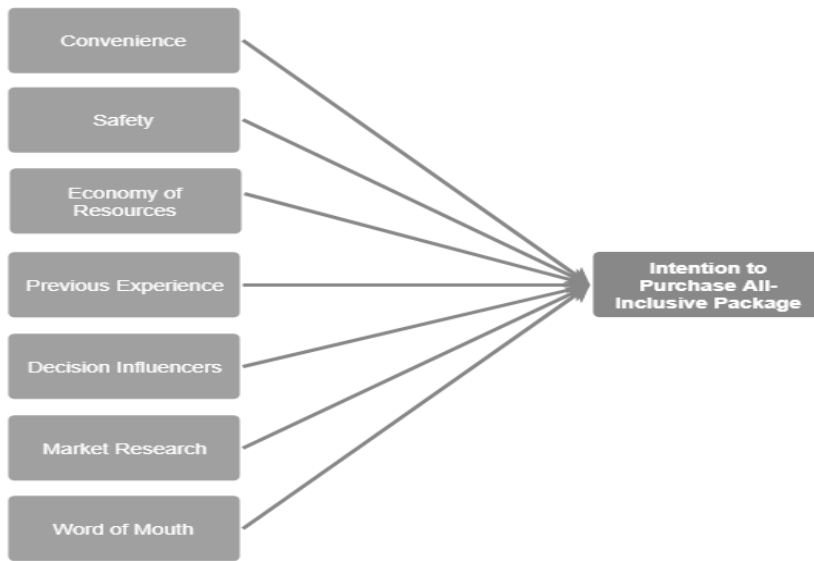 Convenience
Safety
Economy of
Resources
Previous Experience
Decision Influencers
Market Research
Word of Mouth
Intention to
Purchase All-
Inclusive Package